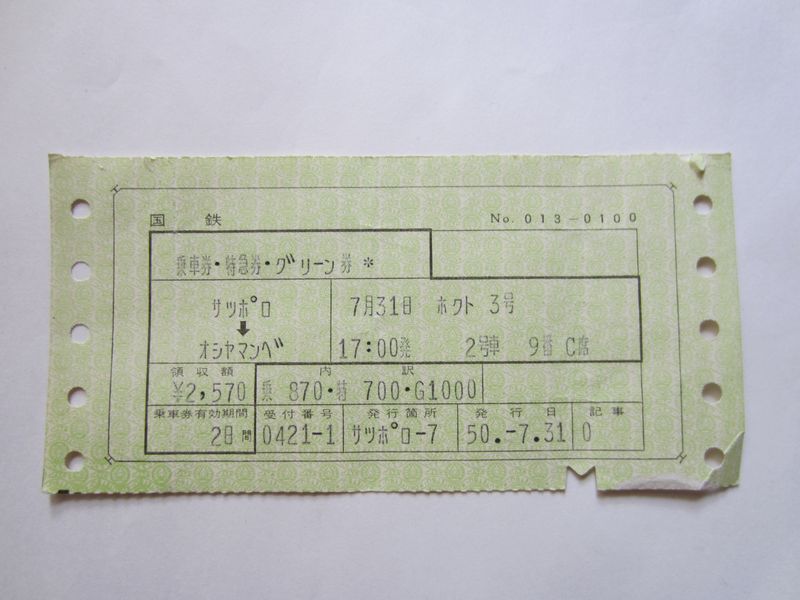 国鉄 No. 013-0100
乗車券・特急券・グリーン券 *
サツポロ 7月31日 ホクト 3号
⬇
オシヤマンベ 17:00発 2号車 9番 C席
領収額 内訳
¥2,570 乗 870・特 700・G1000
乗車券有効期間 受付番号 発行箇所 発行日 記事
2日間 0421-1 サツポロ-7 50.-7.31 0